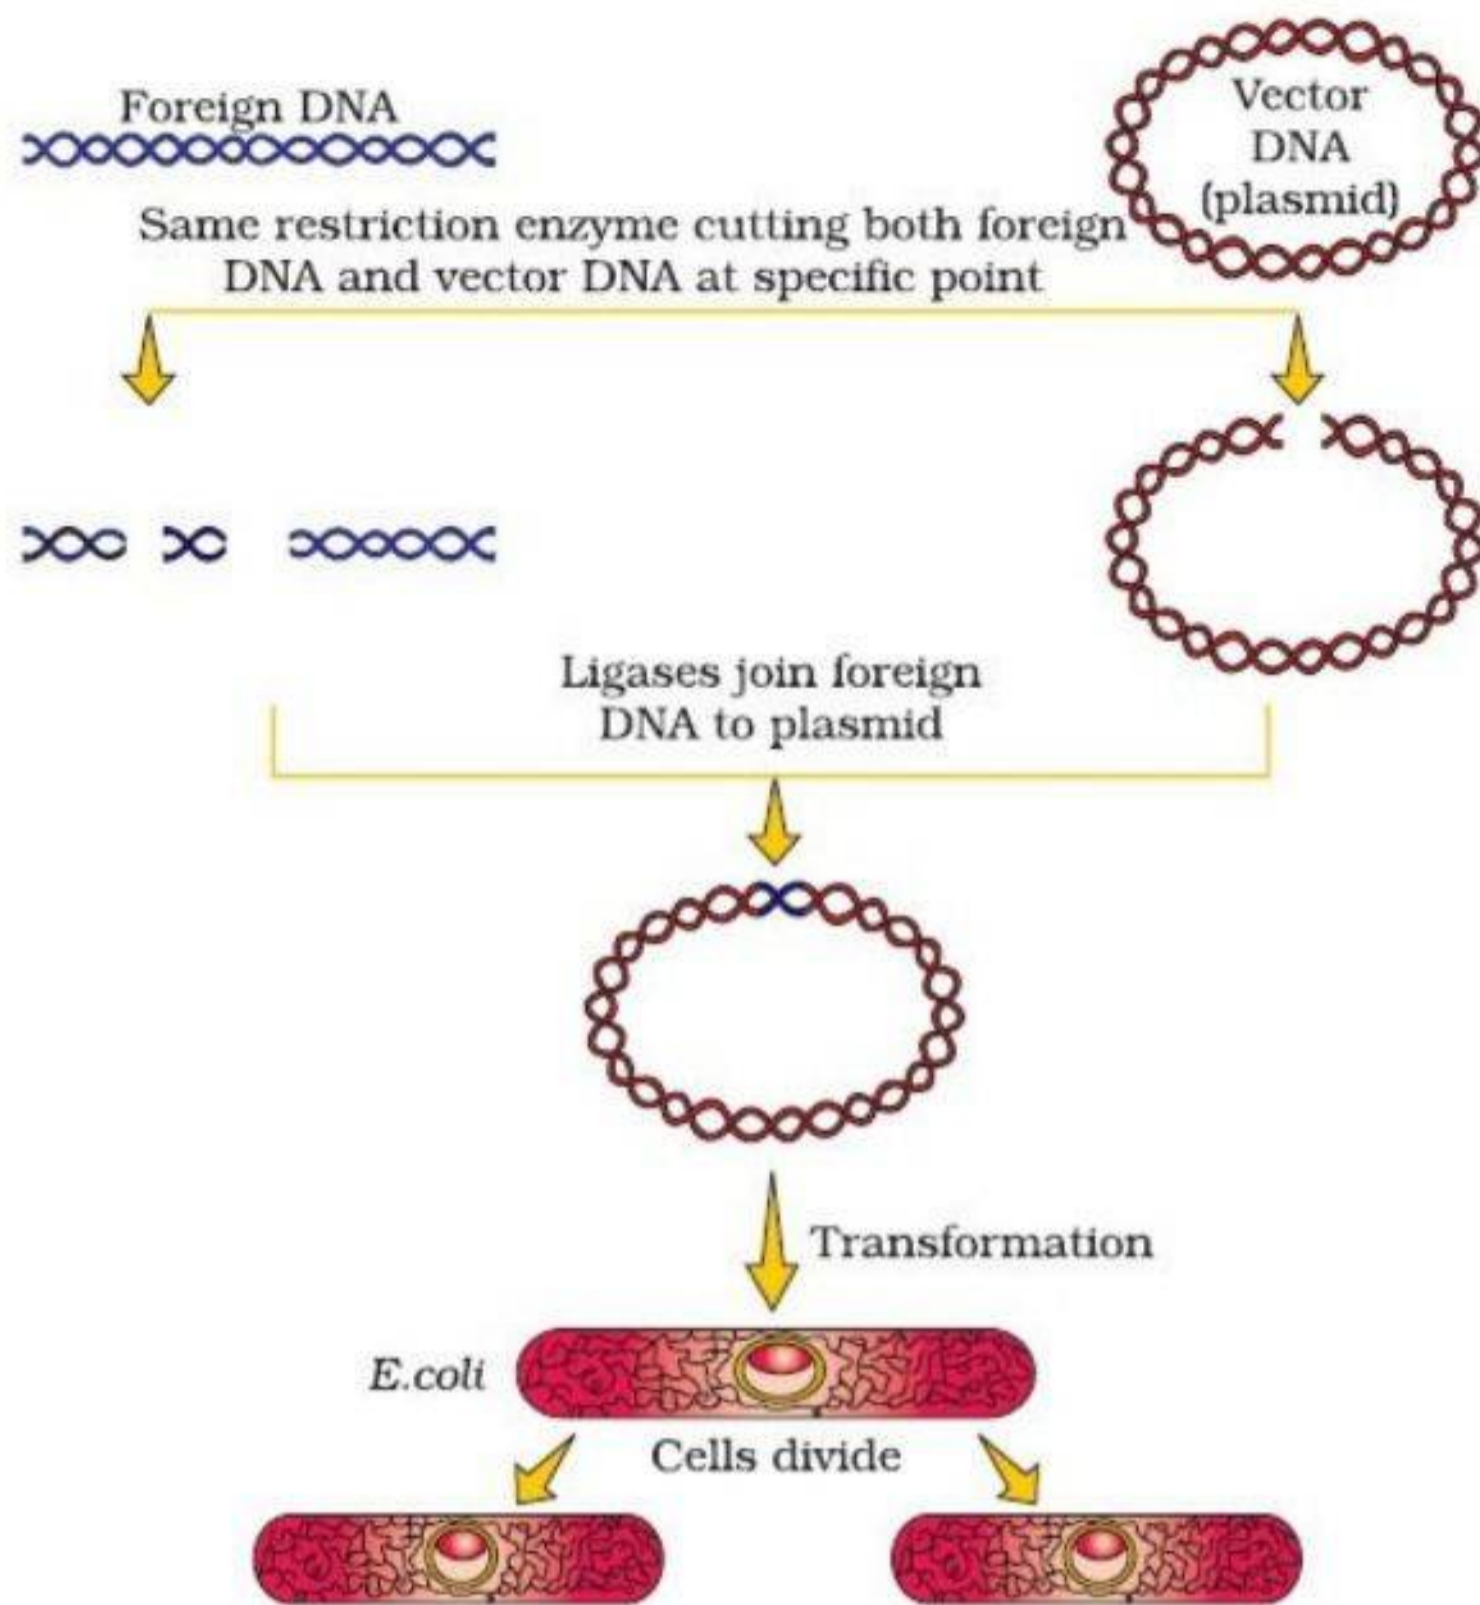 Foreign DNA
Vector
DNA
(plasmid)
Same restriction enzyme cutting both foreign
DNA and vector DNA at specific point
Ligases join foreign
DNA to plasmid
Transformation
E.coli
Cells divide